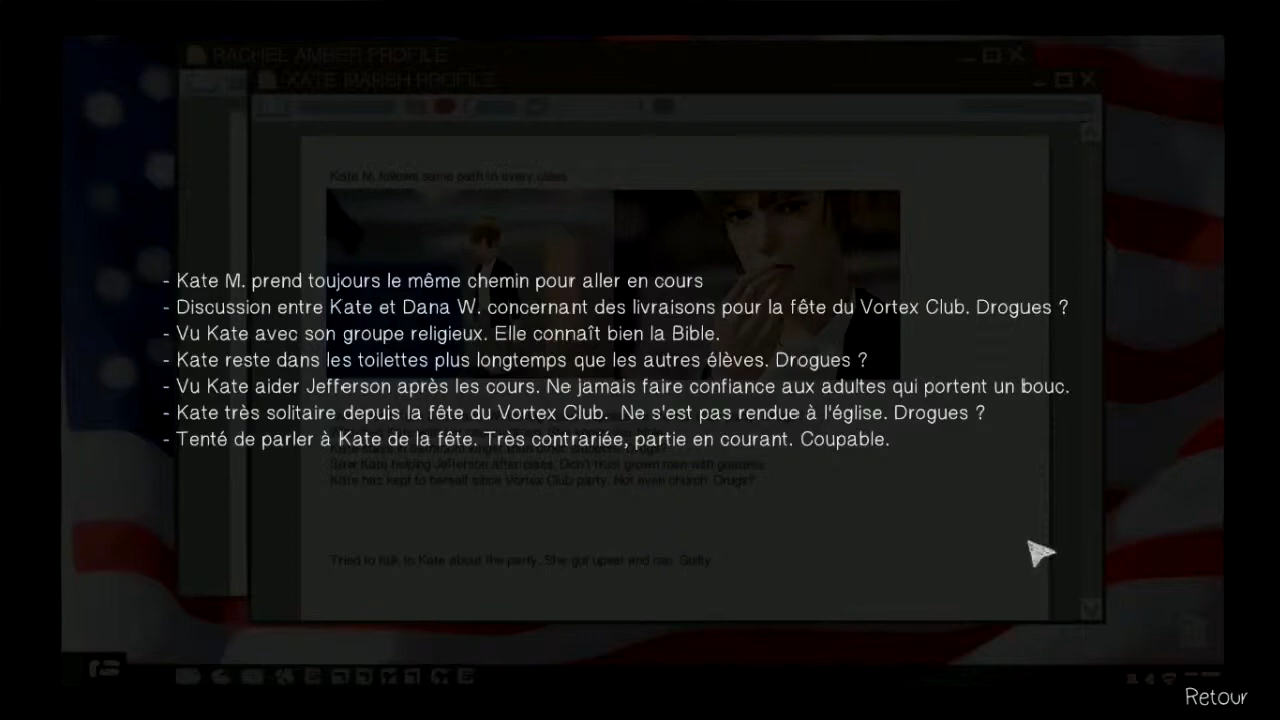 RACHEL AMBER PROFILE
KATE MARSH PROFILE
Kate M. follows same path in every class
- Kate M. prend toujours le même chemin pour aller en cours
- Discussion entre Kate et Dana W. concernant des livraisons pour la fête du Vortex Club. Drogues ?
- Vu Kate avec son groupe religieux. Elle connaît bien la Bible.
- Kate reste dans les toilettes plus longtemps que les autres élèves. Drogues ?
- Vu Kate aider Jefferson après les cours. Ne jamais faire confiance aux adultes qui portent un bouc.
- Kate très solitaire depuis la fête du Vortex Club. Ne s'est pas rendue à l'église. Drogues ?
- Tenté de parler à Kate de la fête. Très contrariée, partie en courant. Coupable.
Saw Kate helping Jefferson after class. Didn't trust grown men with goatees
Kate has kept to herself since Vortex Club party. Not even church. Drugs?
Tried to talk to Kate about the party. She got upset and ran. Guilty
Retour